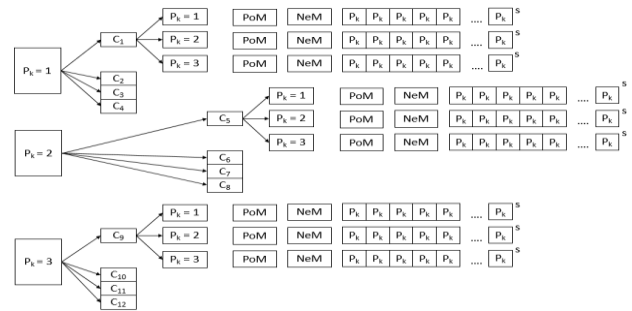 Pₖ = 1 PoM NeM Pₖ Pₖ Pₖ Pₖ Pₖ .... Pₖ s
C₁ Pₖ = 2 PoM NeM Pₖ Pₖ Pₖ Pₖ Pₖ .... Pₖ s
Pₖ = 3 PoM NeM Pₖ Pₖ Pₖ Pₖ Pₖ .... Pₖ s
Pₖ = 1
C₂
C₃
C₄
Pₖ = 1 PoM NeM Pₖ Pₖ Pₖ Pₖ Pₖ .... Pₖ s
C₅ Pₖ = 2 PoM NeM Pₖ Pₖ Pₖ Pₖ Pₖ .... Pₖ s
Pₖ = 3 PoM NeM Pₖ Pₖ Pₖ Pₖ Pₖ .... Pₖ s
Pₖ = 2
C₆
C₇
C₈
Pₖ = 1 PoM NeM Pₖ Pₖ Pₖ Pₖ Pₖ .... Pₖ s
C₉ Pₖ = 2 PoM NeM Pₖ Pₖ Pₖ Pₖ Pₖ .... Pₖ s
Pₖ = 3 PoM NeM Pₖ Pₖ Pₖ Pₖ Pₖ .... Pₖ s
Pₖ = 3
C₁₀
C₁₁
C₁₂